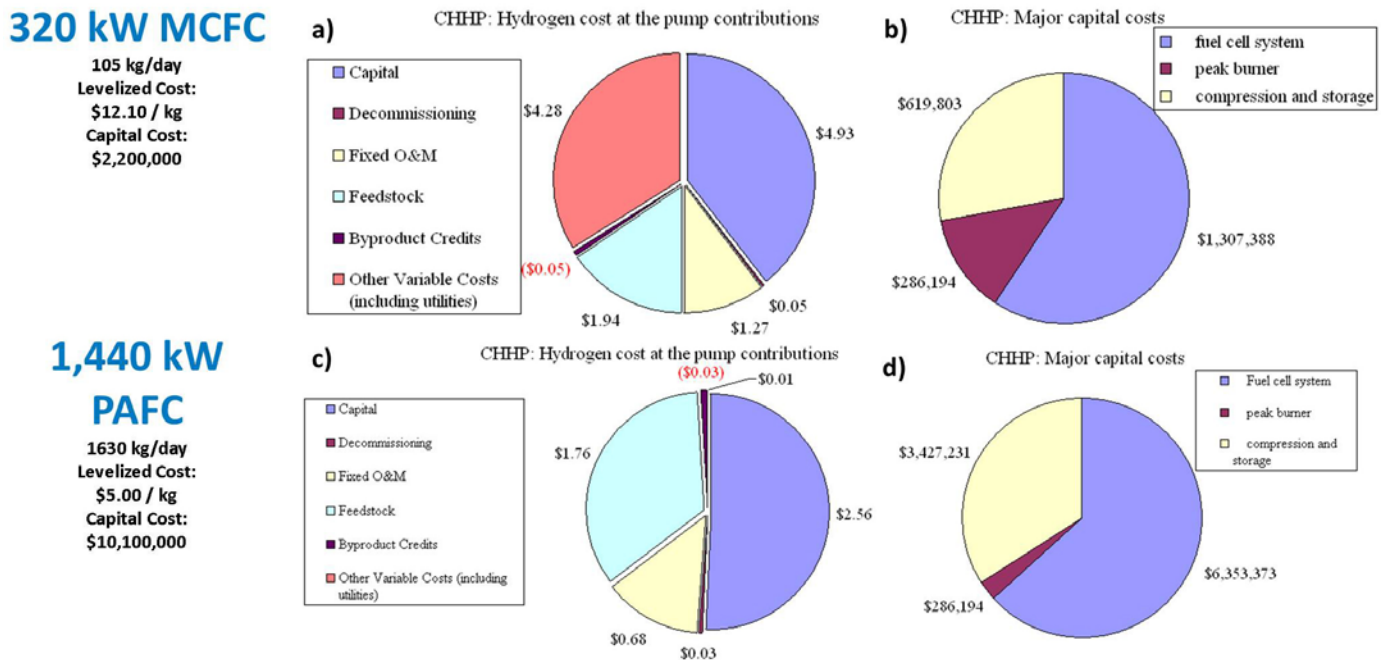 320 kW MCFC
105 kg/day
Levelized Cost:
$12.10 / kg
Capital Cost:
$2,200,000
a)
CHHP: Hydrogen cost at the pump contributions
Capital
Decommissioning
Fixed O&M
Feedstock
Byproduct Credits
Other Variable Costs
(including utilities)
$4.28
$4.93
($0.05)
$0.05
$1.94
$1.27
b)
CHHP: Major capital costs
fuel cell system
peak burner
compression and storage
$619,803
$1,307,388
$286,194
1,440 kW
PAFC
1630 kg/day
Levelized Cost:
$5.00 / kg
Capital Cost:
$10,100,000
c)
CHHP: Hydrogen cost at the pump contributions
($0.03)
$0.01
Capital
Decommissioning
Fixed O&M
Feedstock
Byproduct Credits
Other Variable Costs (including
utilities)
$1.76
$2.56
$0.68
$0.03
d)
CHHP: Major capital costs
Fuel cell system
peak burner
compression and
storage
$3,427,231
$6,353,373
$286,194